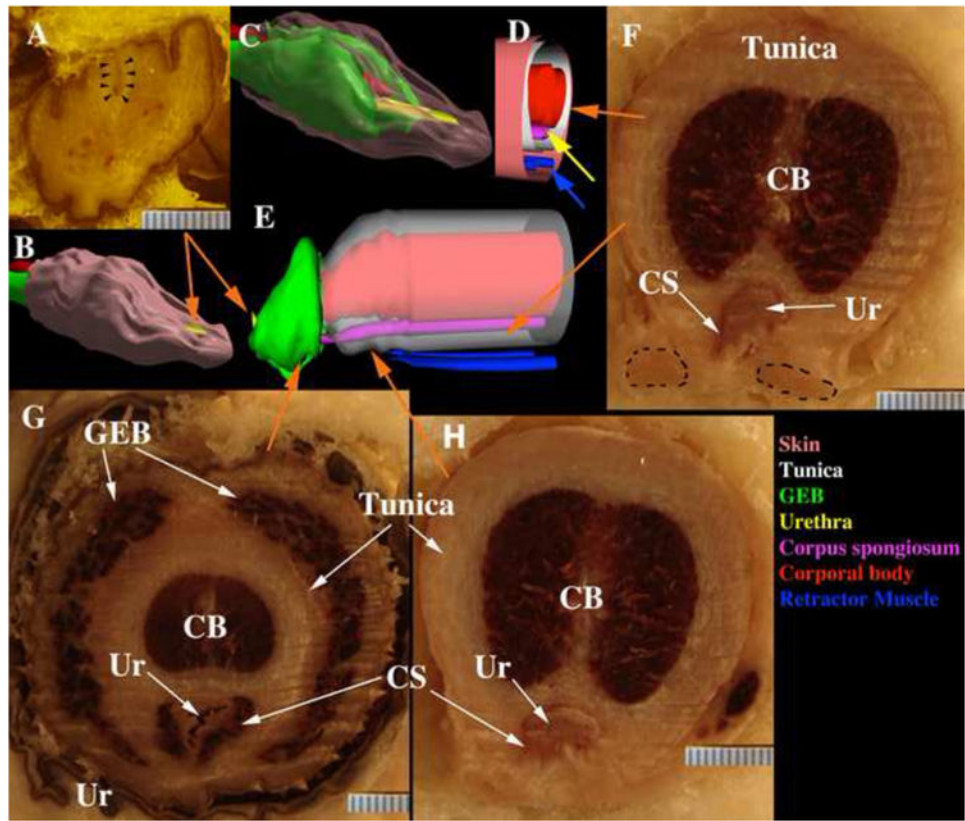 A
C
D
F
Tunica
CB
B
E
CS
Ur
G
GEB
H
Tunica
CB
CB
Ur
CS
Ur
Ur
Skin
Tunica
GEB
Urethra
Corpus spongiosum
Corporal body
Retractor Muscle